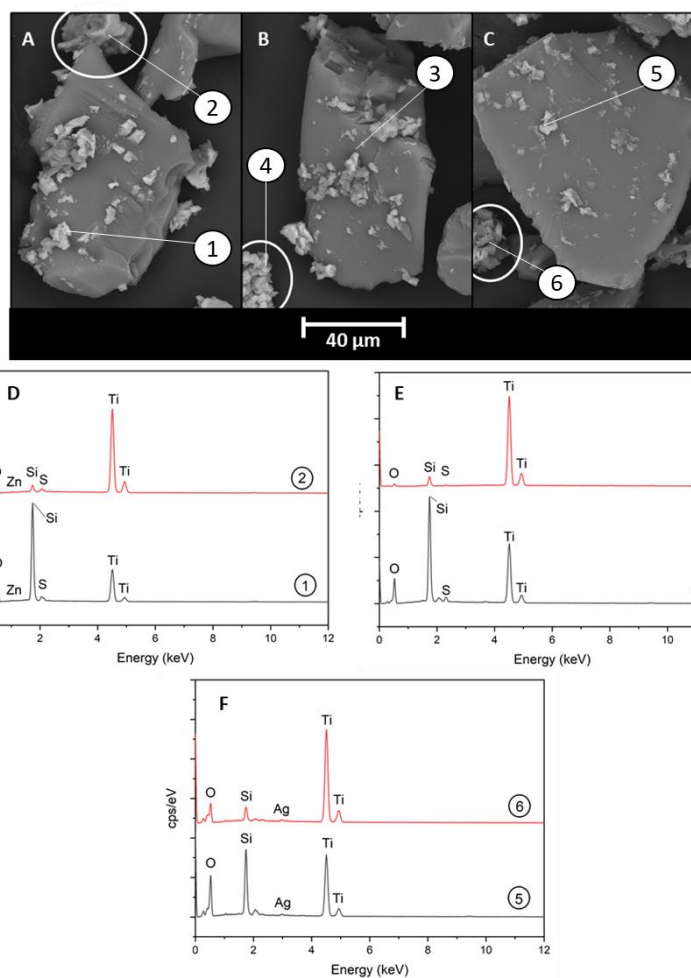 A
B
C
1
2
3
4
5
6
40 µm
D
Ti
Zn Si S
Ti
2
Si
Ti
Zn
S
Ti
1
2 4 6 8 10 12
Energy (keV)
E
Ti
O
Si
S
Ti
Si
O
S
Ti
Ti
0 2 4 6 8 10
Energy (keV)
F
Ti
O
Si
Ag
Ti
6
O
Si
Ag
Ti
Ti
5
cps/eV
0 2 4 6 8 10 12
Energy (keV)